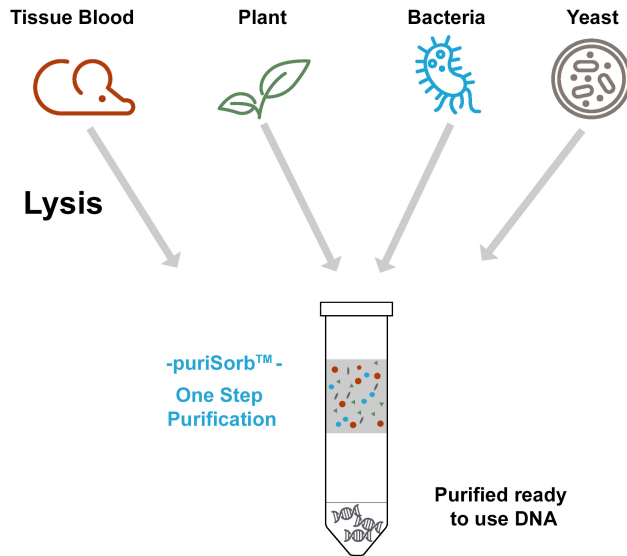 Tissue Blood
Plant
Bacteria
Yeast
Lysis
-puriSorb™ -
One Step
Purification
Purified ready
to use DNA